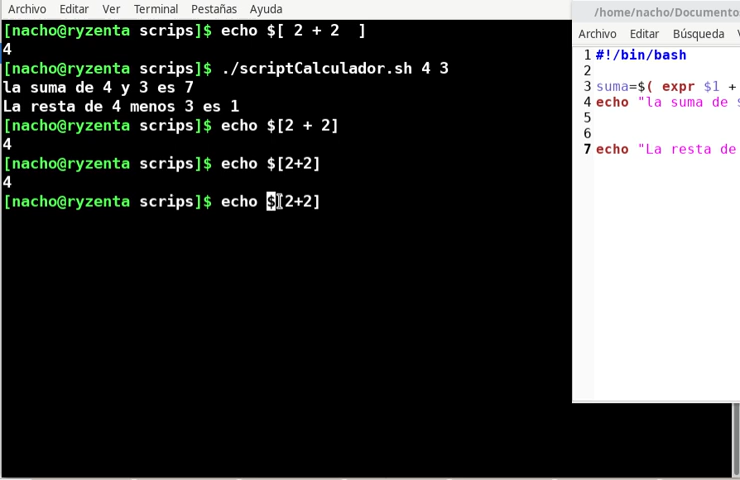 Archivo Editar Ver Terminal Pestañas Ayuda
[nacho@ryzenta scrips]$ echo $[ 2 + 2  ]
4
[nacho@ryzenta scrips]$ ./scriptCalculador.sh 4 3
la suma de 4 y 3 es 7
La resta de 4 menos 3 es 1
[nacho@ryzenta scrips]$ echo $[2 + 2]
4
[nacho@ryzenta scrips]$ echo $[2+2]
4
[nacho@ryzenta scrips]$ echo $[2+2]
/home/nacho/Documento
Archivo Editar Búsqueda
1 #!/bin/bash
2
3 suma=$( expr $1 +
4 echo "la suma de $
5
6
7 echo "La resta de